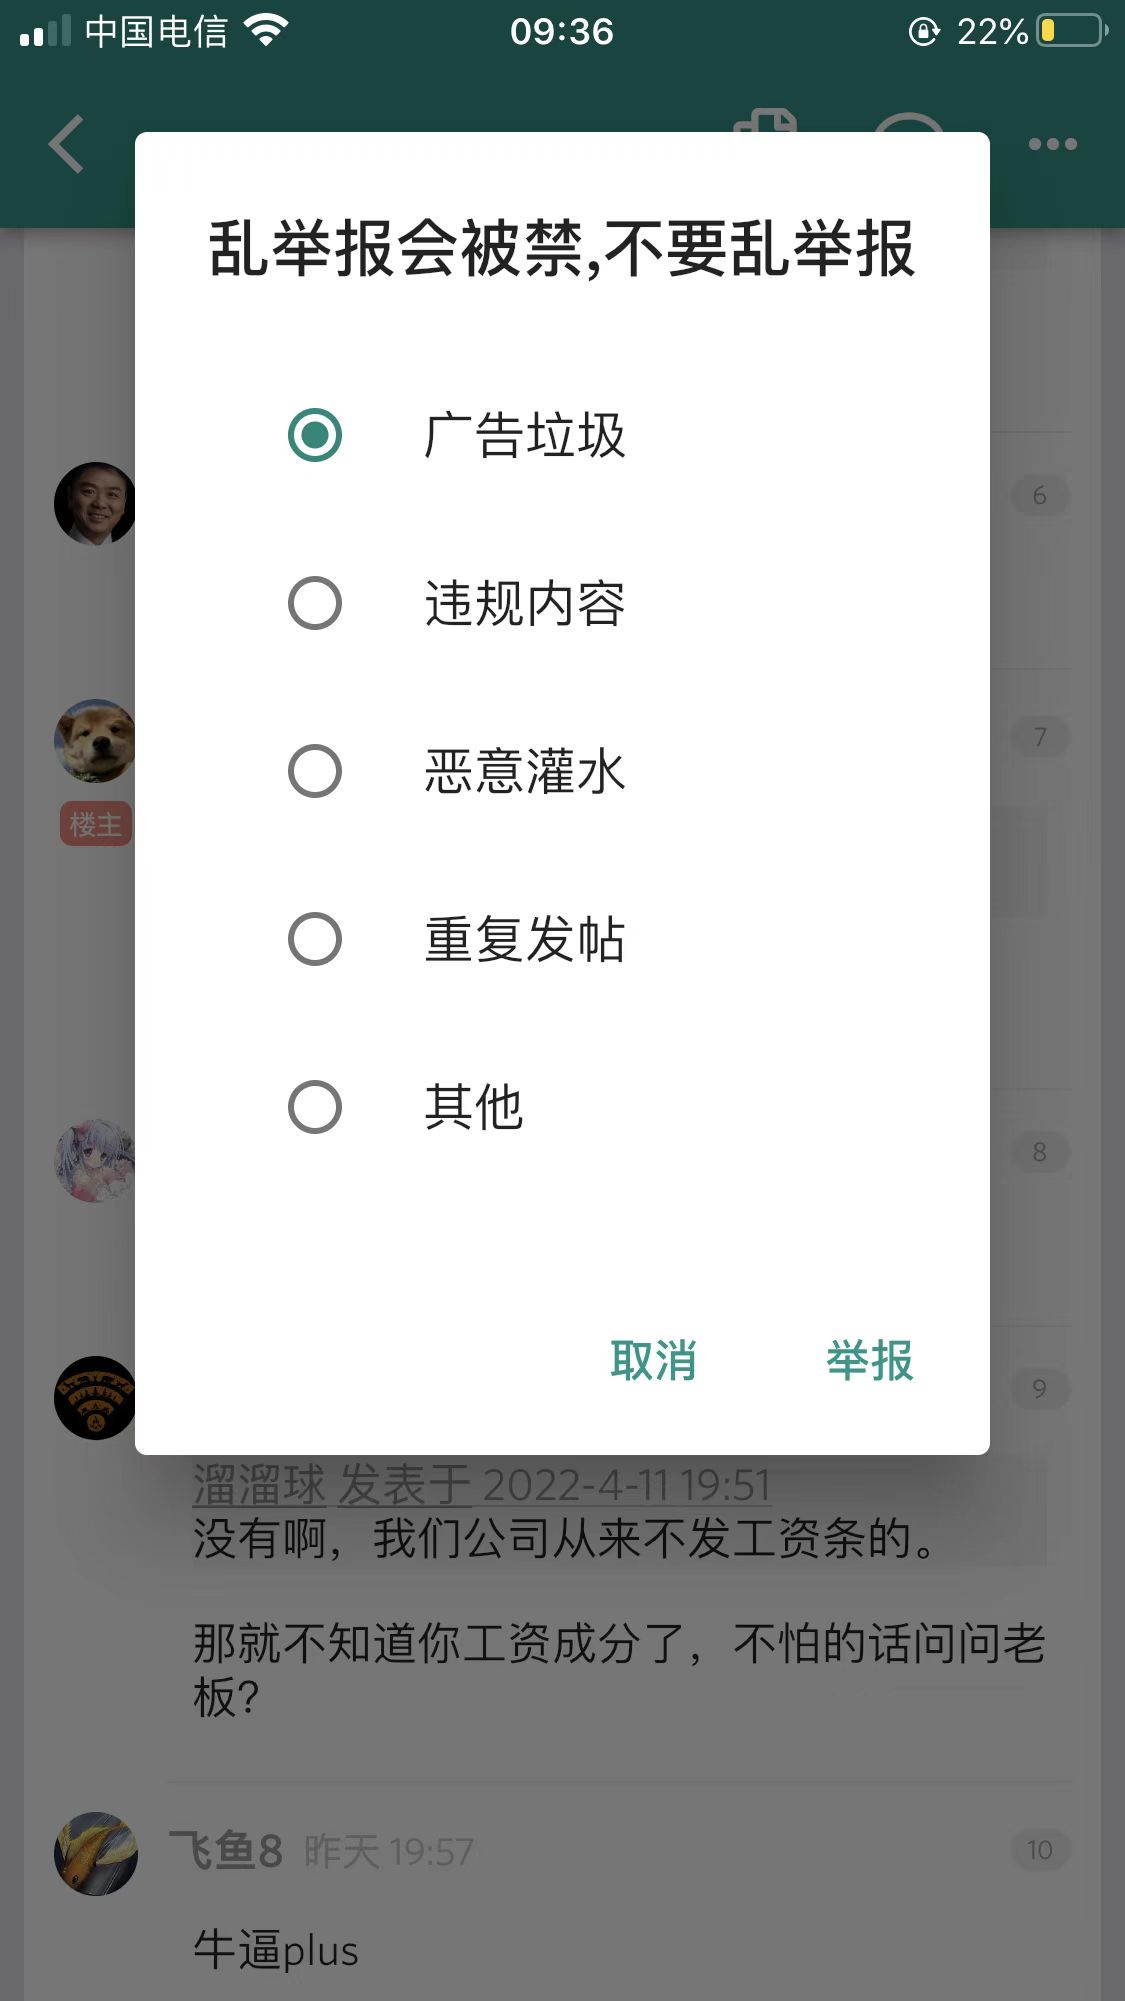 中国电信
09:36
22%
乱举报会被禁,不要乱举报
广告垃圾
6
违规内容
7
恶意灌水
楼主
重复发帖
其他
8
取消
举报
9
溜溜球 发表于 2022-4-11 19:51
没有啊，我们公司从来不发工资条的。
那就不知道你工资成分了，不怕的话问问老
板？
飞鱼8 昨天 19:57
10
牛逼plus